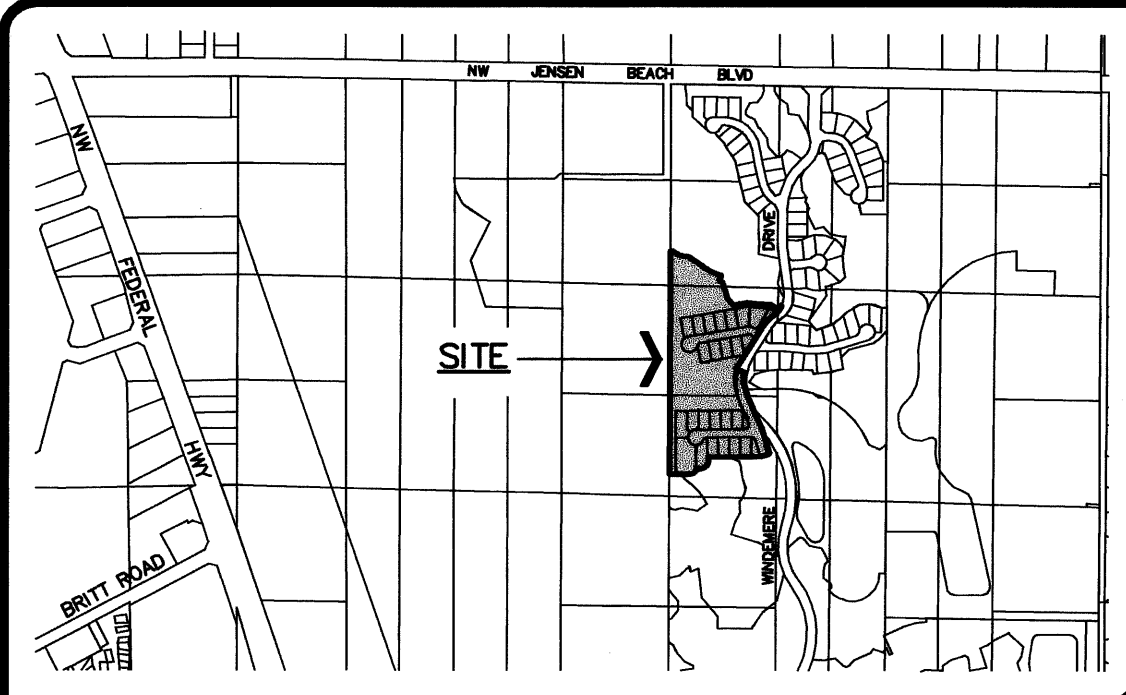 NW JENSEN BEACH BLVD
NW FEDERAL HWY
DRIVE
SITE
WINDEMERE
BRITT ROAD